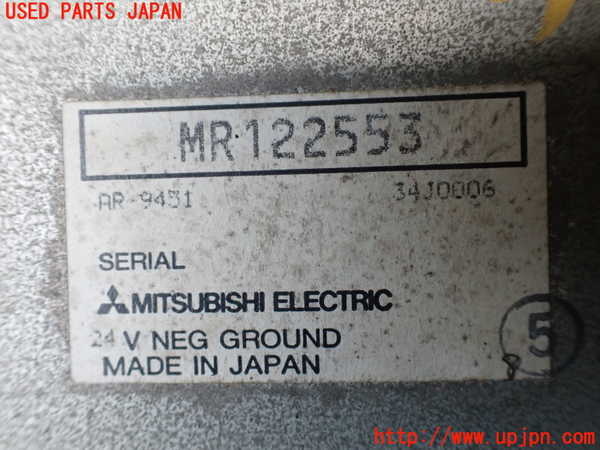 USED PARTS JAPAN
MR122553
AR-9451 34J0006
SERIAL
MITSUBISHI ELECTRIC
24 V NEG GROUND
5
MADE IN JAPAN
8
http://www.upjpn.com/